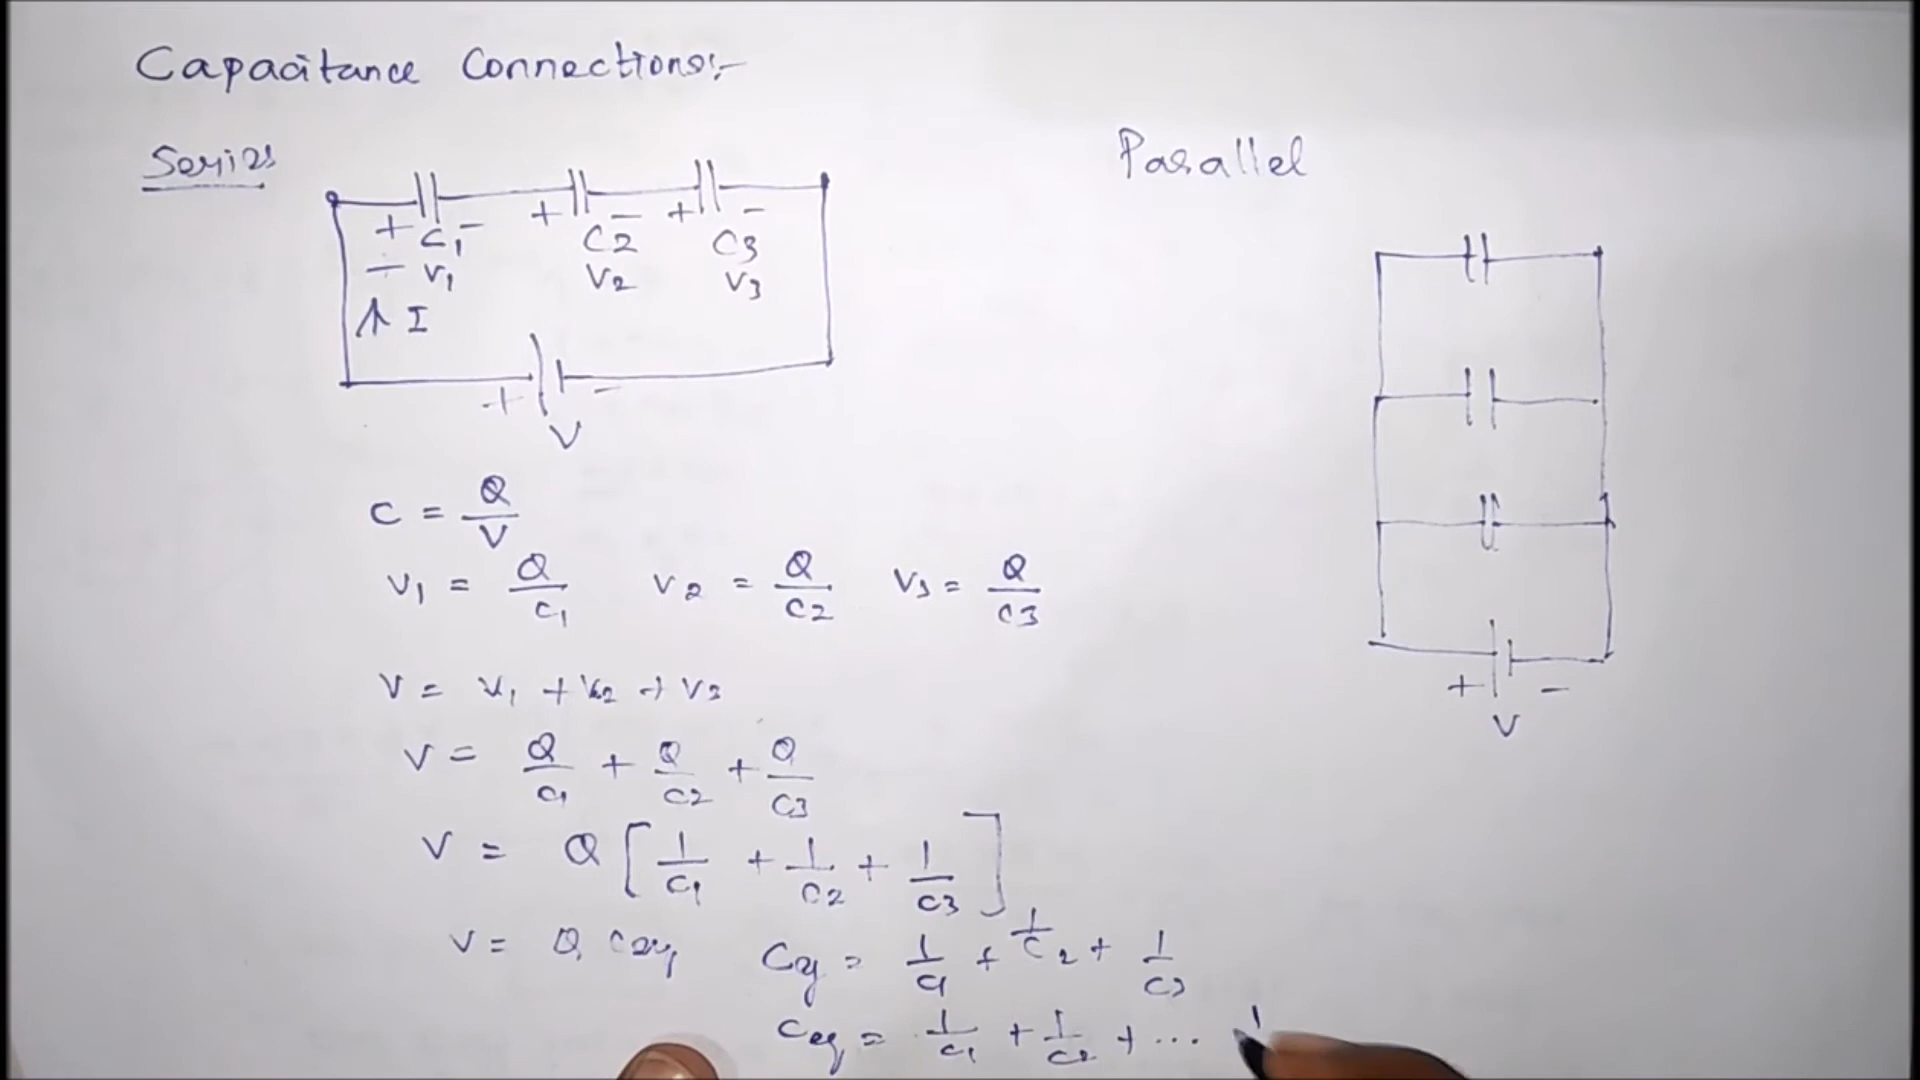 Capacitance Connections:-
Series
Parallel
+ - + - + -
C1 C2 C3
- V1 V2 V3
↑ I
+ -
V
C = Q/V
V1 = Q/C1 V2 = Q/C2 V3 = Q/C3
V = V1 + V2 + V3
V = Q/C1 + Q/C2 + Q/C3
V = Q [1/C1 + 1/C2 + 1/C3]
V = Q Ceq Ceq = 1/C1 + 1/C2 + 1/C3
Ceq = 1/C1 + 1/C2 + ... 1
+ -
V